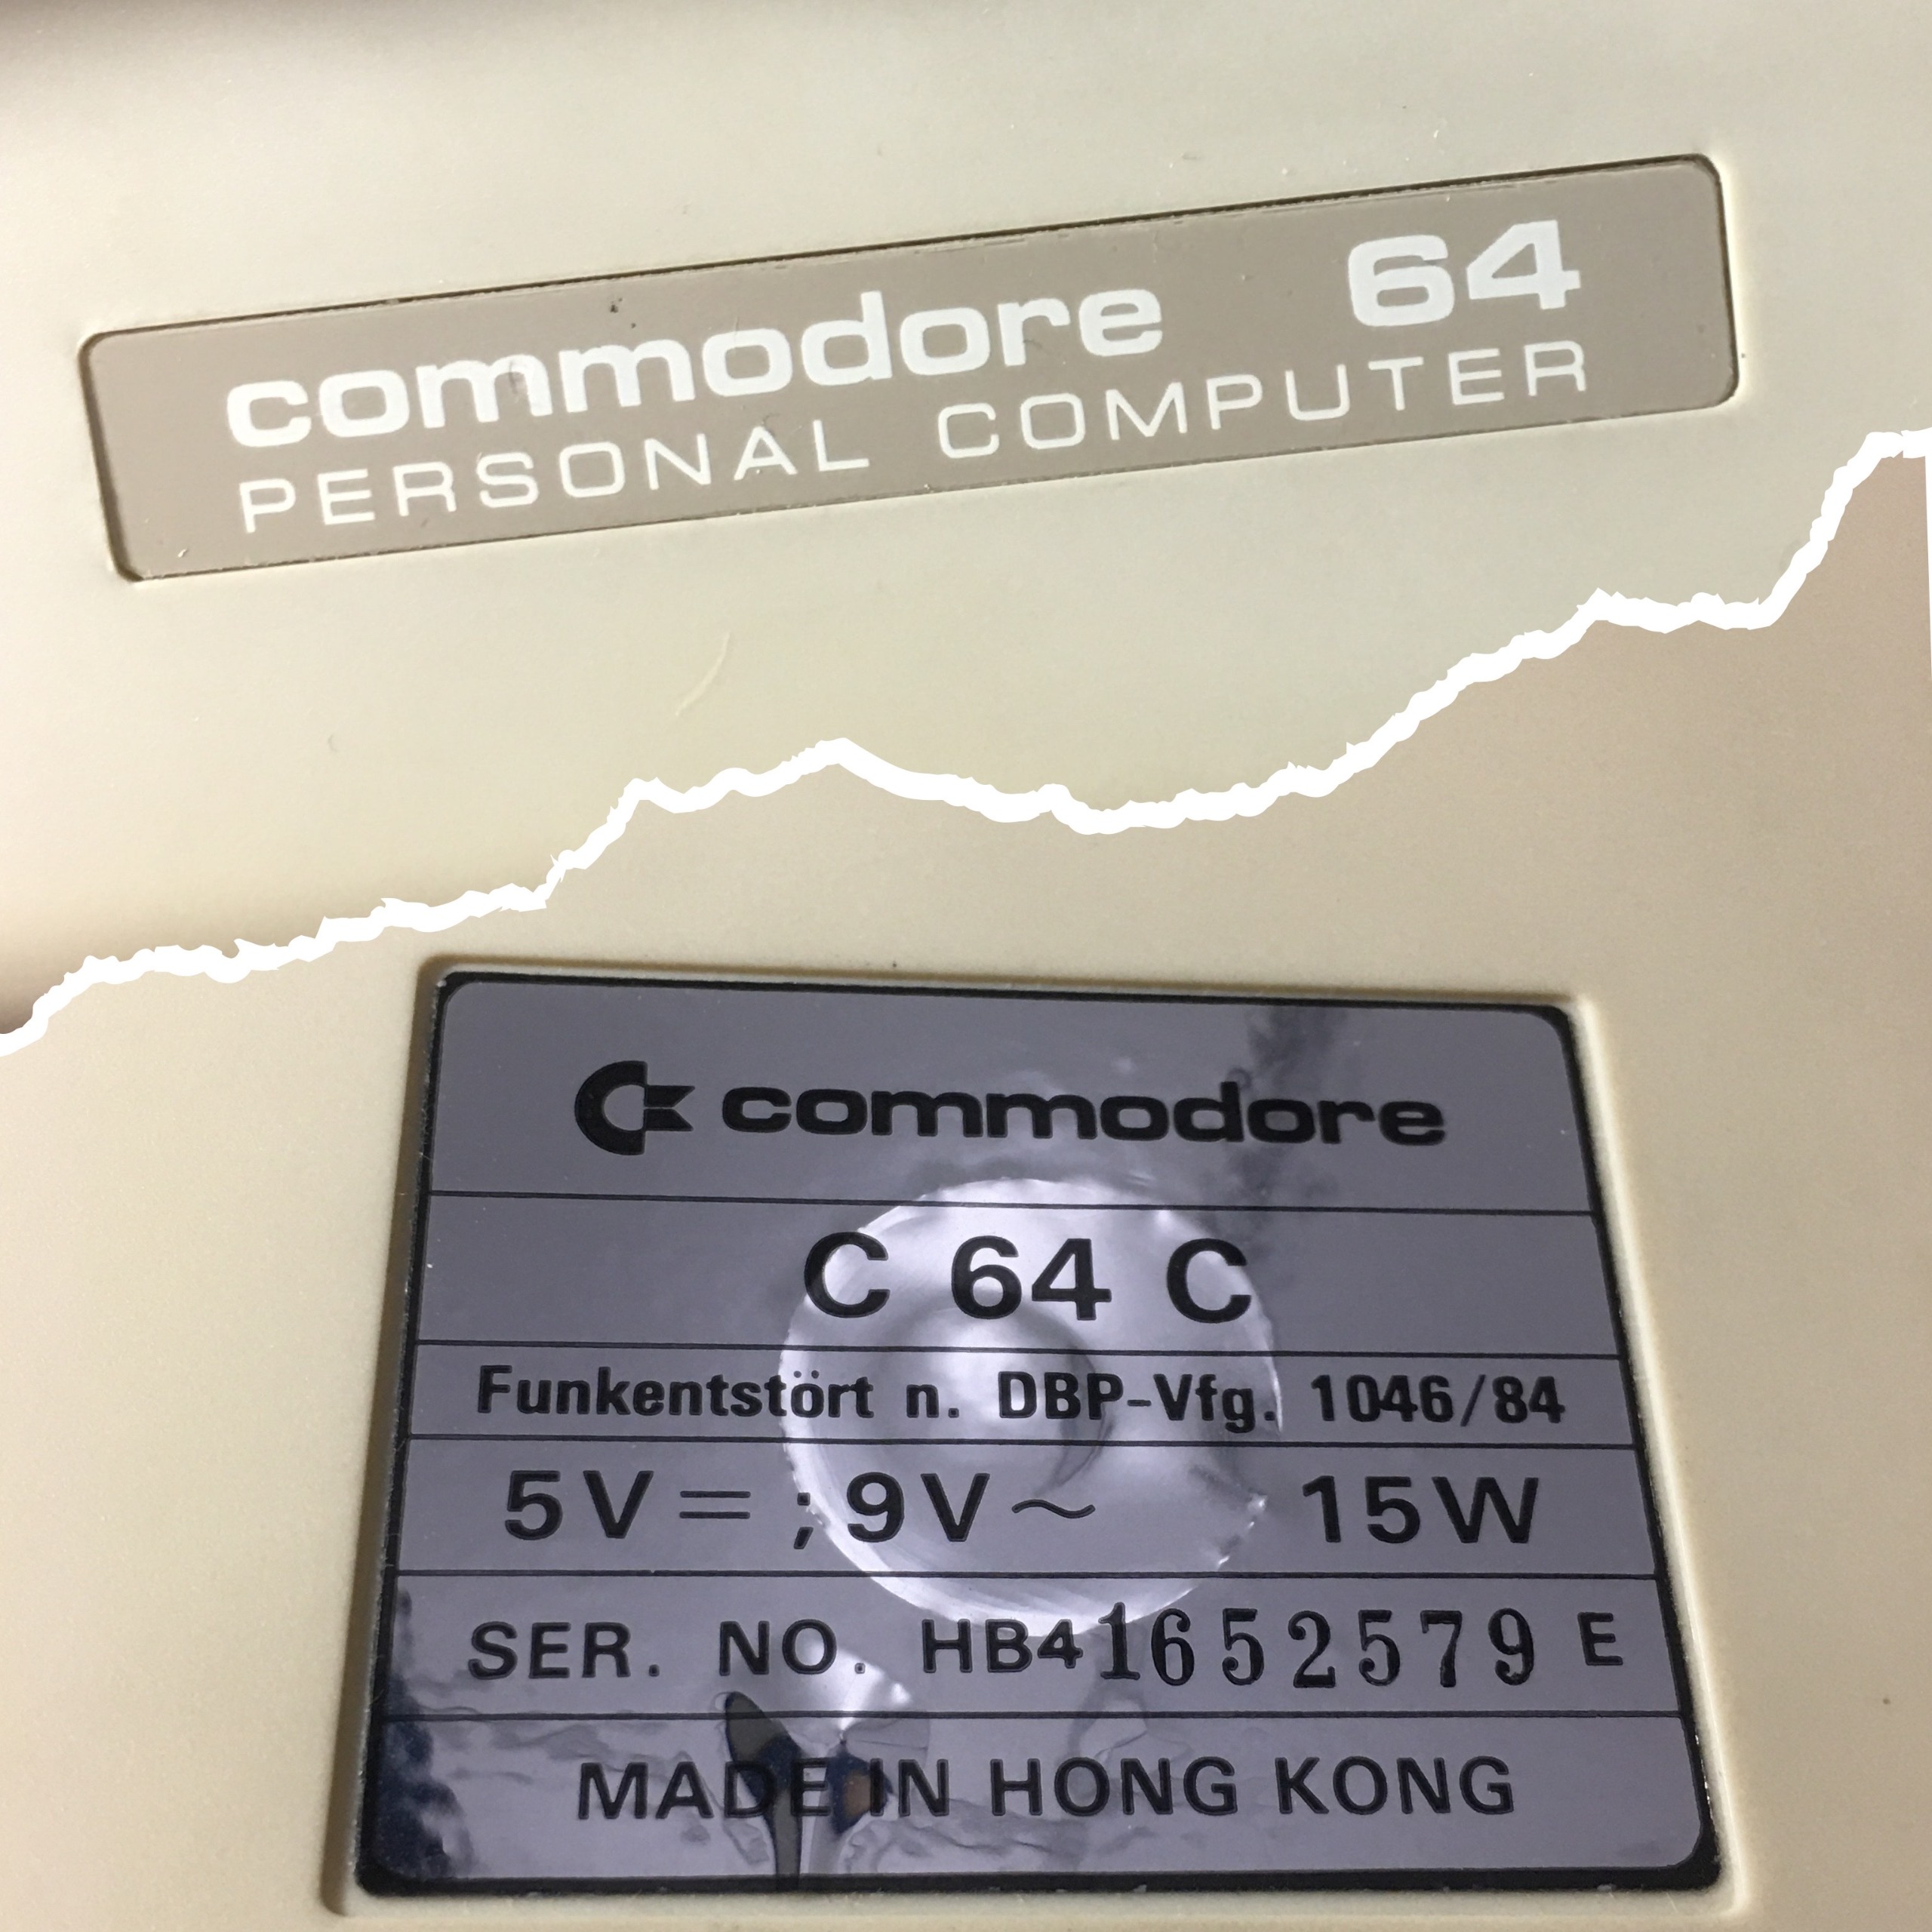 commodore 64
PERSONAL COMPUTER
commodore
C 64 C
Funkentstört n. DBP-Vfg. 1046/84
5V= ; 9V~ 15W
SER. NO. HB41652579 E
MADE IN HONG KONG